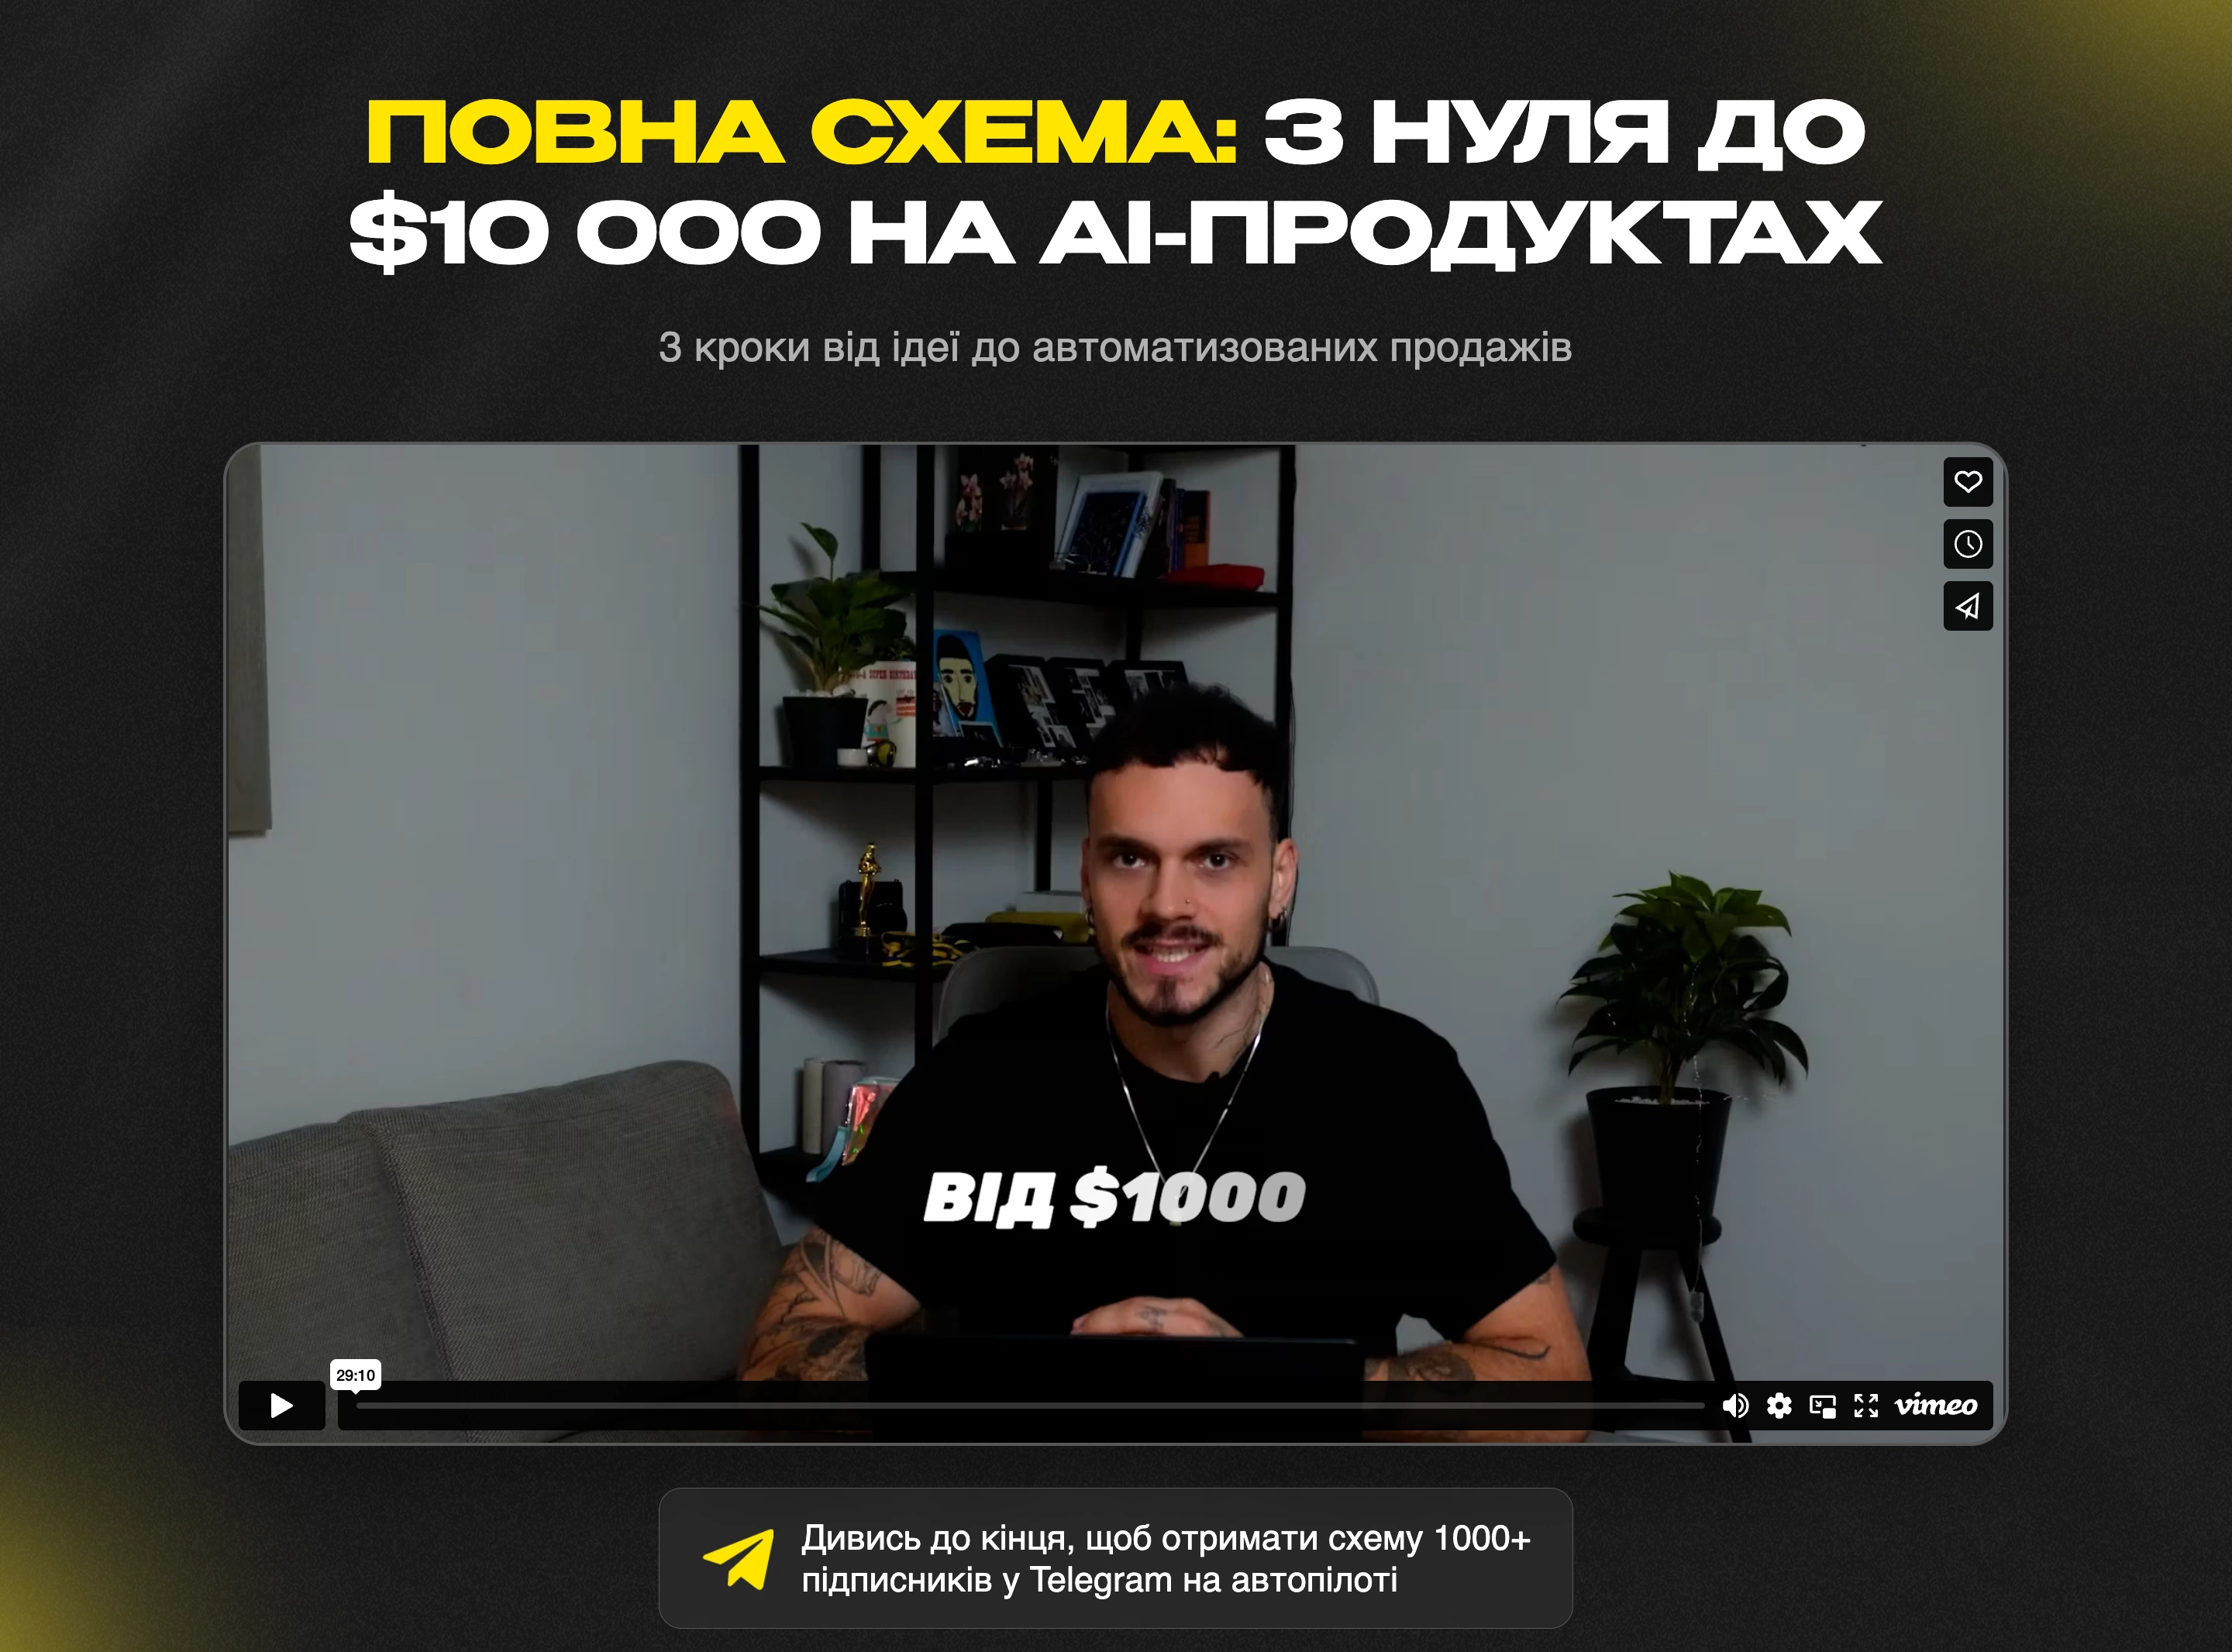 ПОВНА СХЕМА: З НУЛЯ ДО
$10 000 НА AI-ПРОДУКТАХ
3 кроки від ідеї до автоматизованих продажів
ВІД $1000
29:10
vimeo
Дивись до кінця, щоб отримати схему 1000+
підписників у Telegram на автопілоті